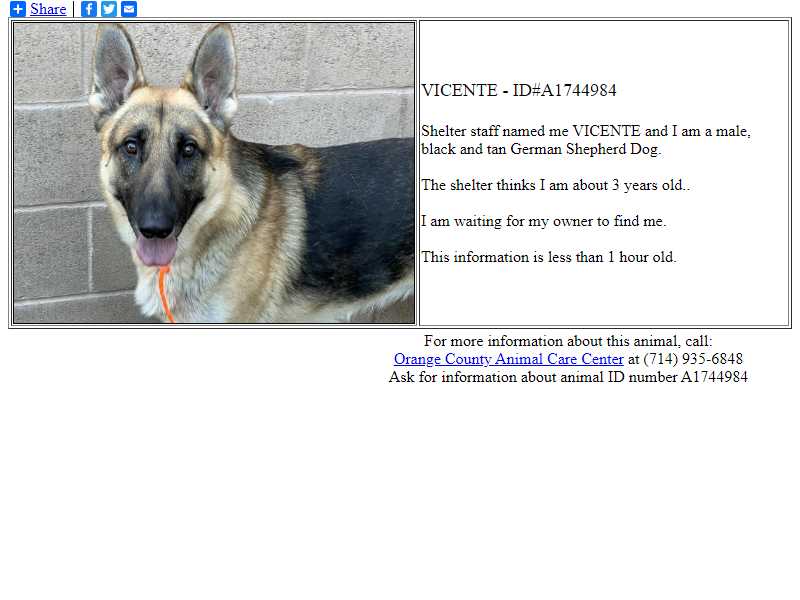 Share |
VICENTE - ID#A1744984
Shelter staff named me VICENTE and I am a male,
black and tan German Shepherd Dog.
The shelter thinks I am about 3 years old..
I am waiting for my owner to find me.
This information is less than 1 hour old.
For more information about this animal, call:
Orange County Animal Care Center at (714) 935-6848
Ask for information about animal ID number A1744984